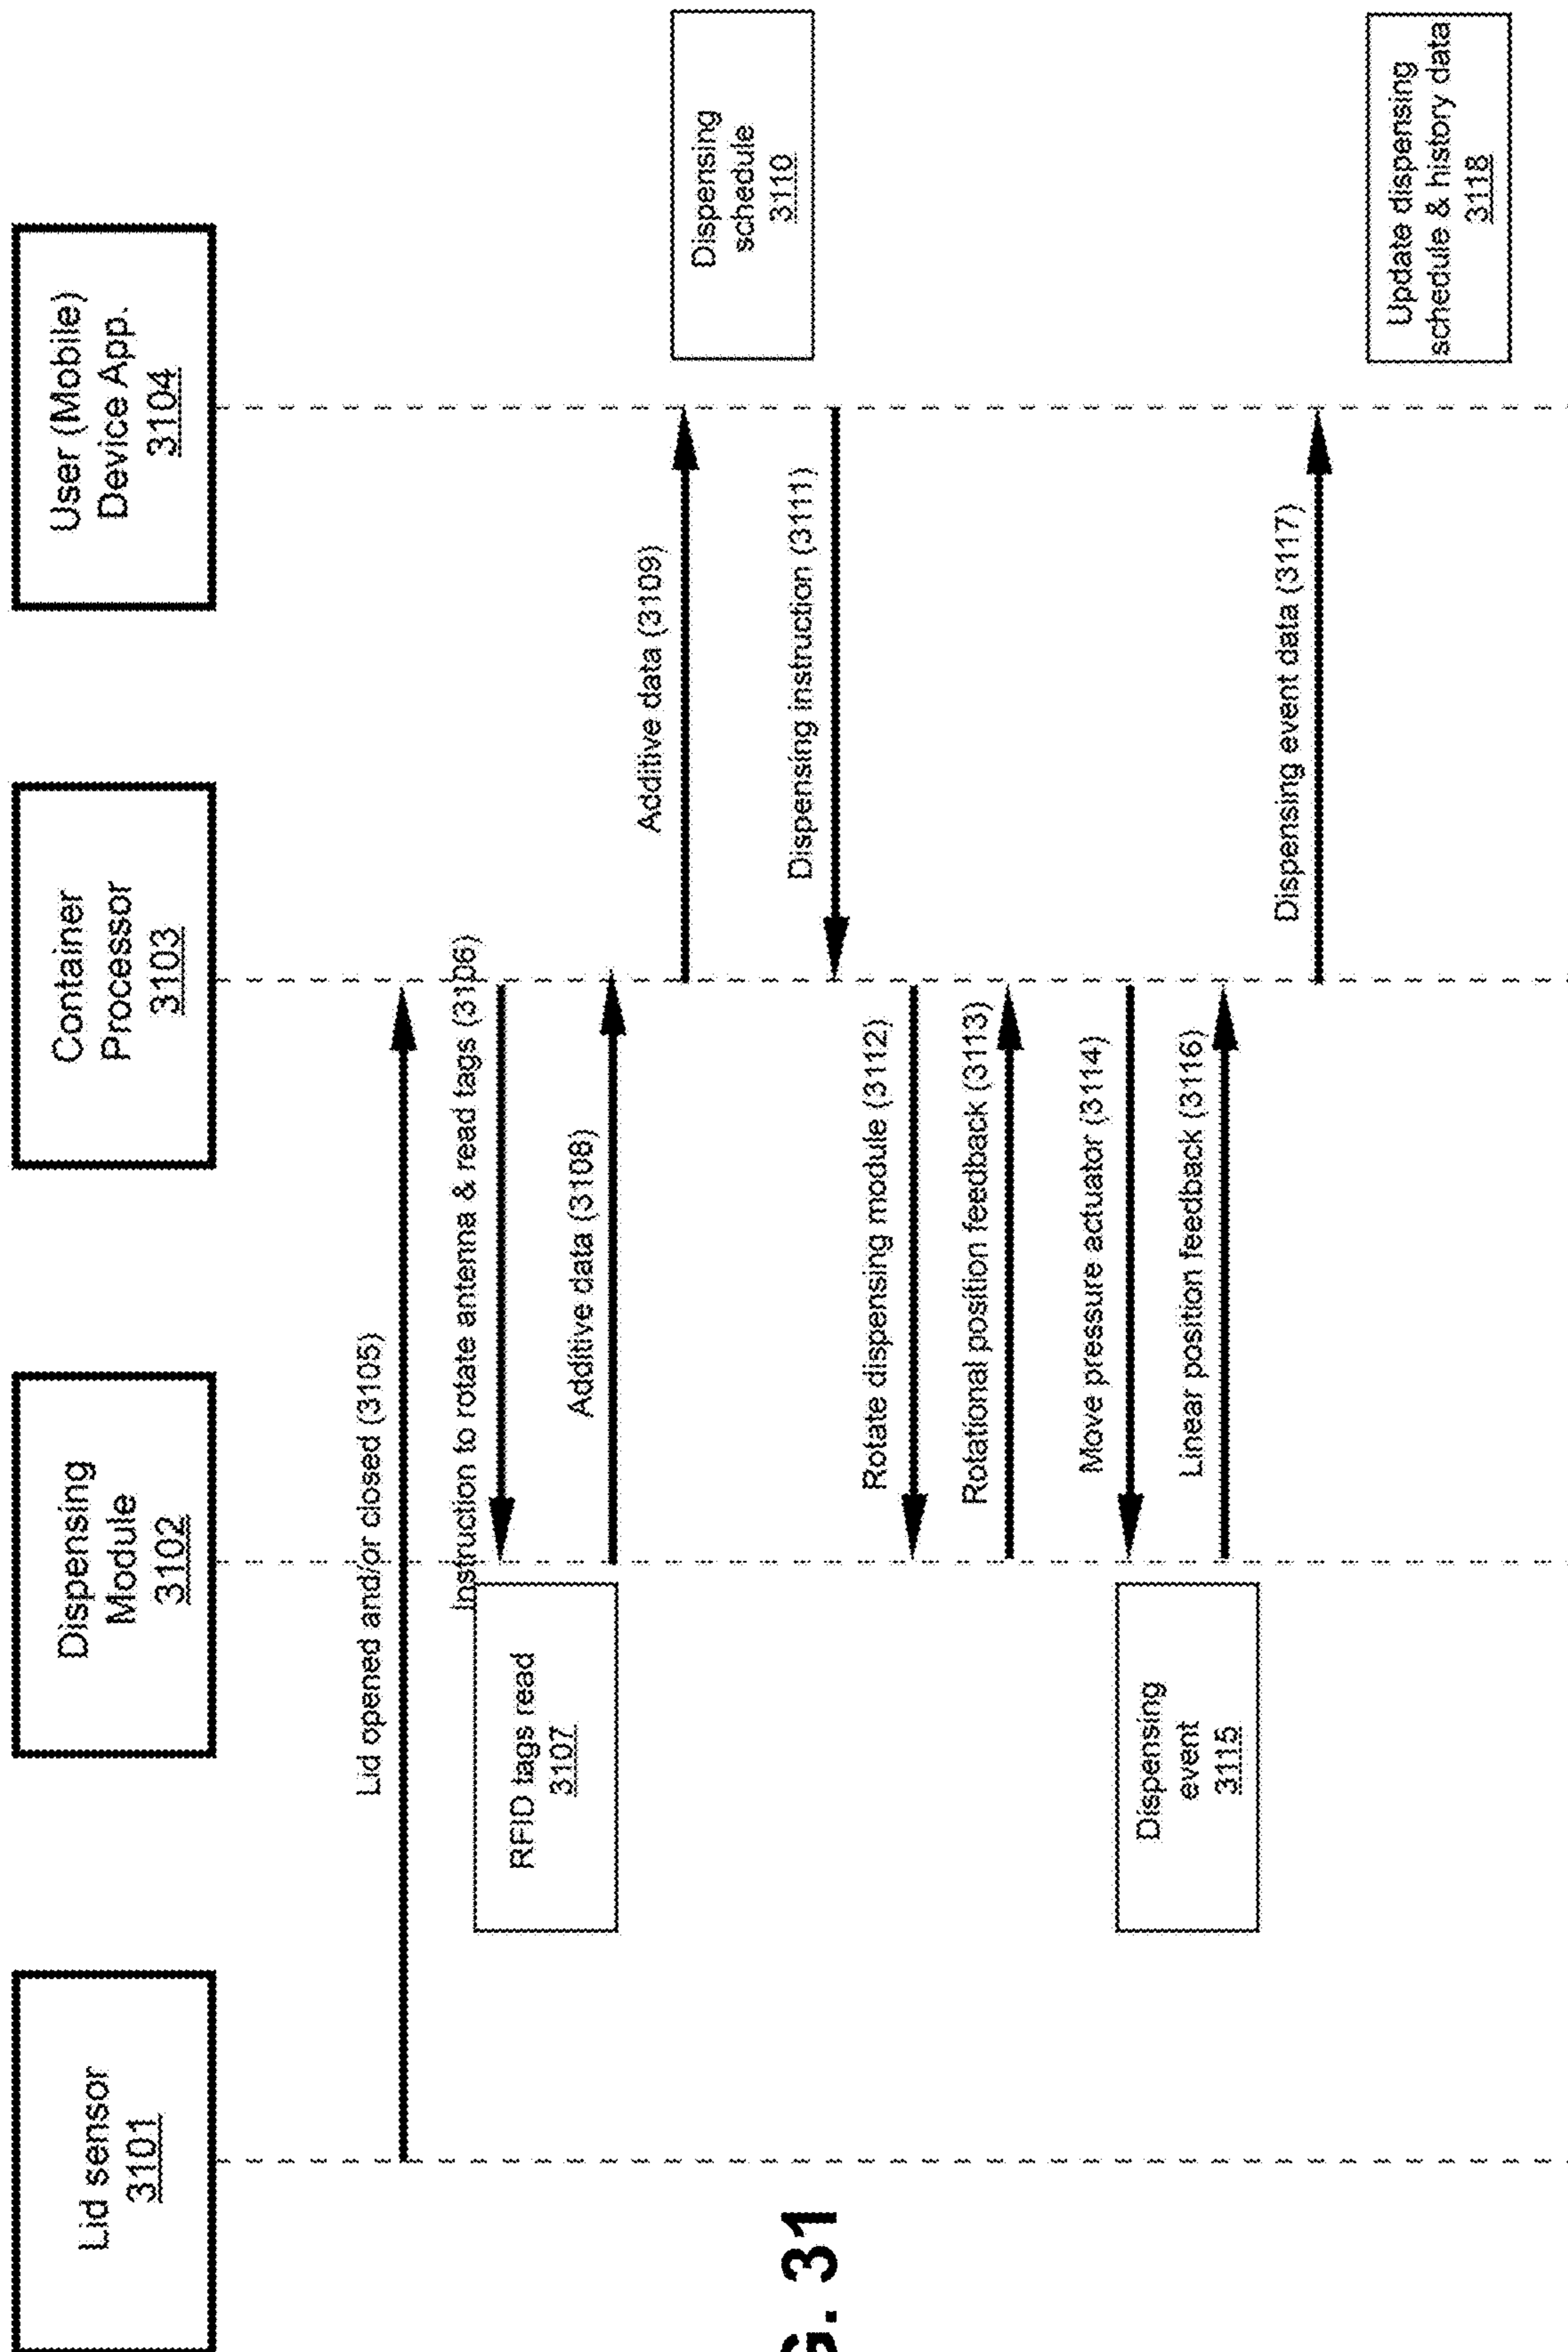 Lid sensor
3101
Dispensing
Module
3102
Container
Processor
3103
User (Mobile)
Device App.
3104
Lid opened and/or closed (3105)
Instruction to rotate antenna & read tags (3106)
RFID tags read
3107
Additive data (3108)
Additive data (3109)
Dispensing
schedule
3110
Dispensing instruction (3111)
Rotate dispensing module (3112)
Rotational position feedback (3113)
Move pressure actuator (3114)
Dispensing
event
3115
Linear position feedback (3116)
Dispensing event data (3117)
Update dispensing
schedule & history data
3118
G. 31